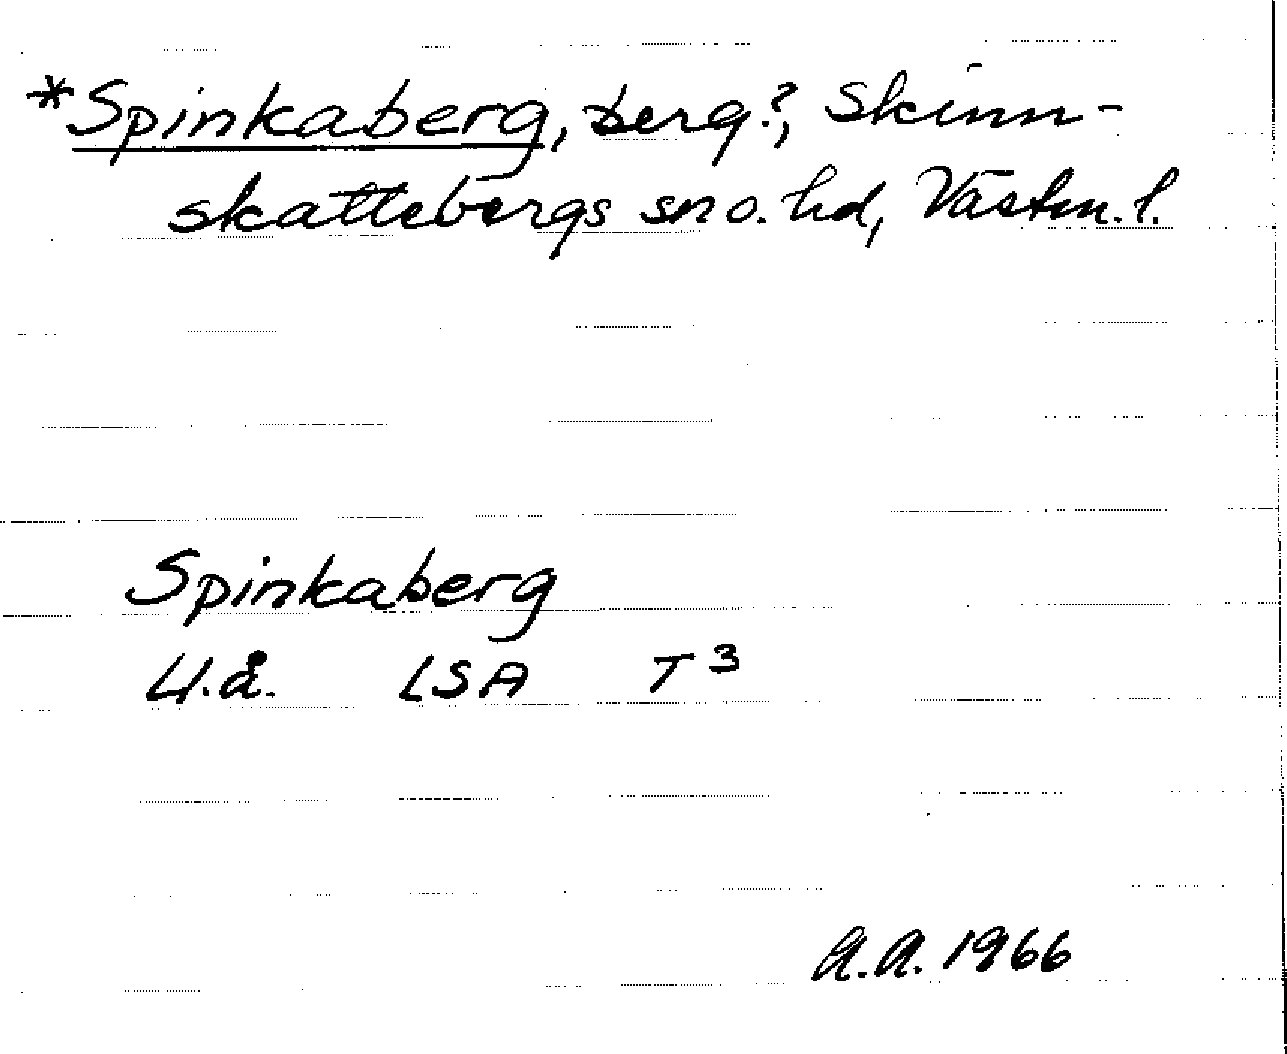 *Spinkaberg, berg?, Skinn-
skattebergs sn o. hd, Västm. l.
Spinkaberg
U.å. LSA T3
A.A. 1966